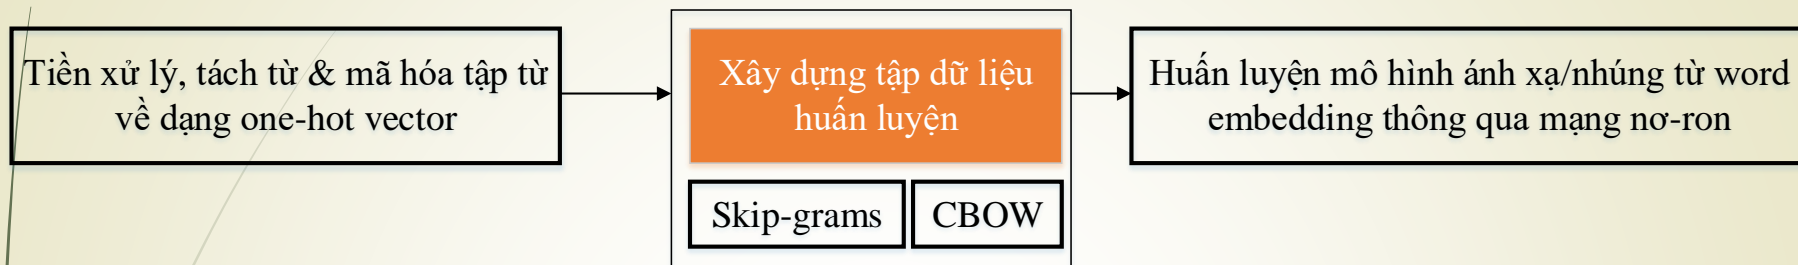 Tiền xử lý, tách từ & mã hóa tập từ
về dạng one-hot vector
Xây dựng tập dữ liệu
huấn luyện
Skip-grams
CBOW
Huấn luyện mô hình ánh xạ/nhúng từ word
embedding thông qua mạng nơ-ron